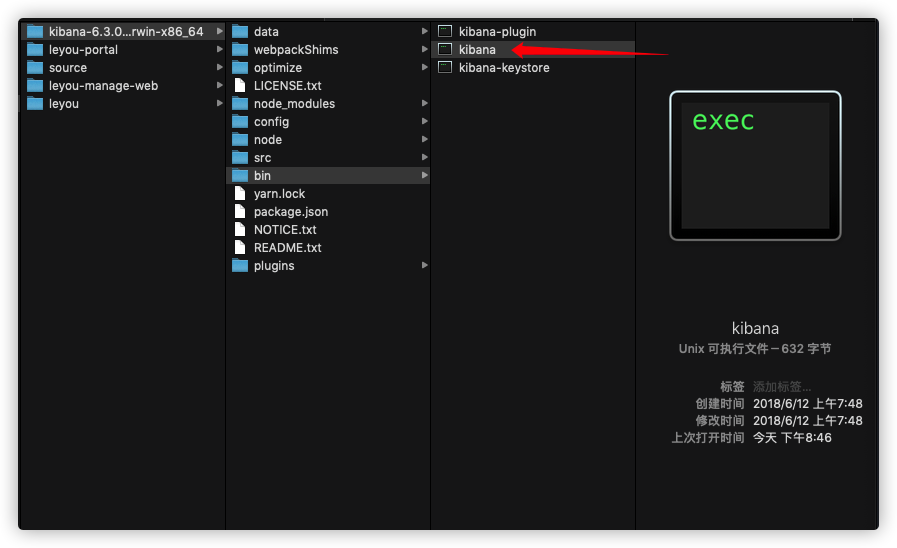 kibana-6.3.0...rwin-x86_64
leyou-portal
source
leyou-manage-web
leyou
data
webpackShims
optimize
LICENSE.txt
node_modules
config
node
src
bin
yarn.lock
package.json
NOTICE.txt
README.txt
plugins
kibana-plugin
kibana
kibana-keystore
exec
kibana
Unix 可执行文件－632 字节
标签 添加标签...
创建时间 2018/6/12 上午7:48
修改时间 2018/6/12 上午7:48
上次打开时间 今天 下午8:46